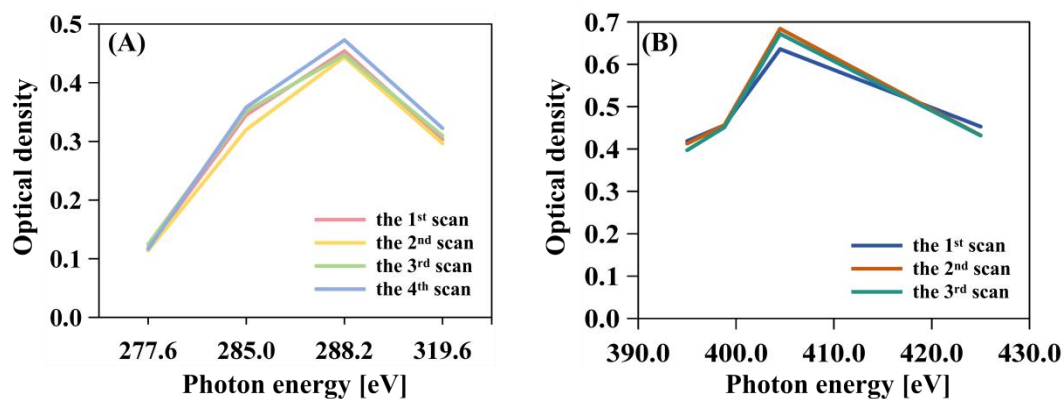 (A)
Optical density
0.5
0.4
0.3
0.2
0.1
0.0
the 1st scan
the 2nd scan
the 3rd scan
the 4th scan
277.6 285.0 288.2 319.6
Photon energy [eV]
(B)
Optical density
0.7
0.6
0.5
0.4
0.3
0.2
0.1
0.0
the 1st scan
the 2nd scan
the 3rd scan
390.0 400.0 410.0 420.0 430.0
Photon energy [eV]